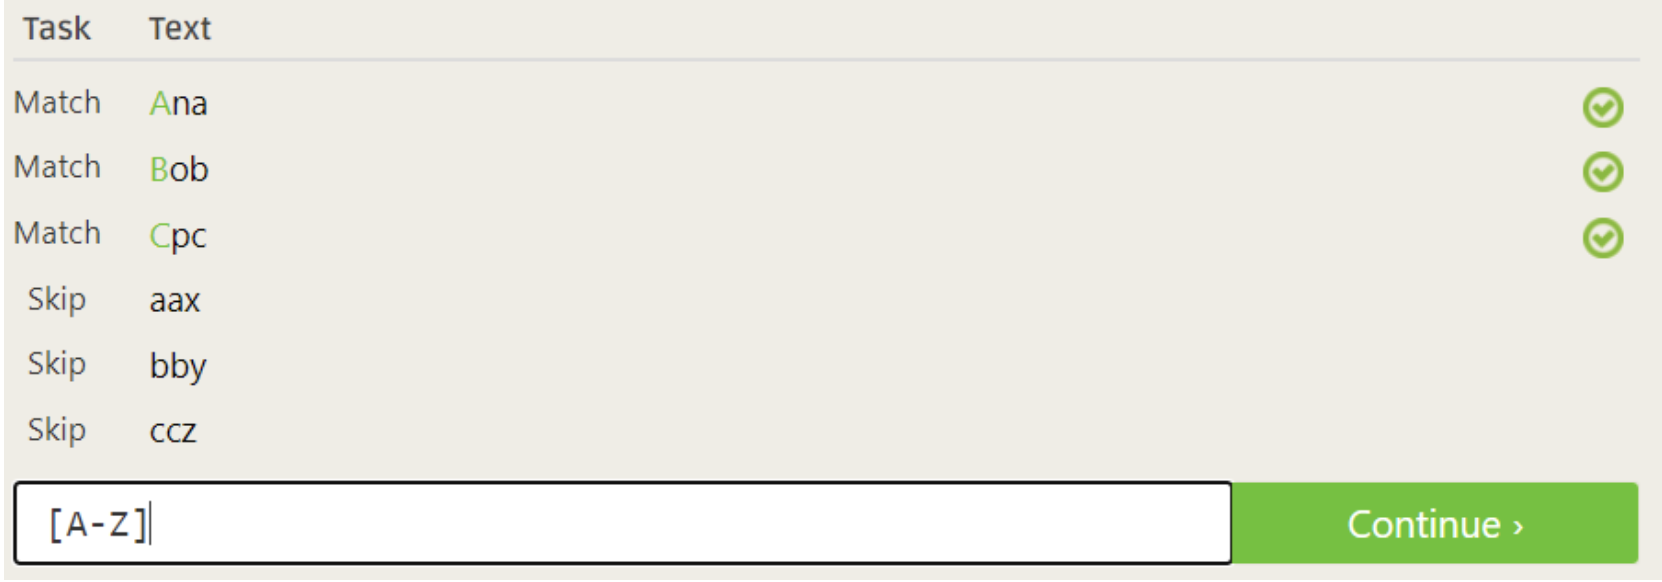 Task Text
Match Ana
Match Bob
Match Cpc
Skip aax
Skip bby
Skip ccz
[A-Z] Continue ›